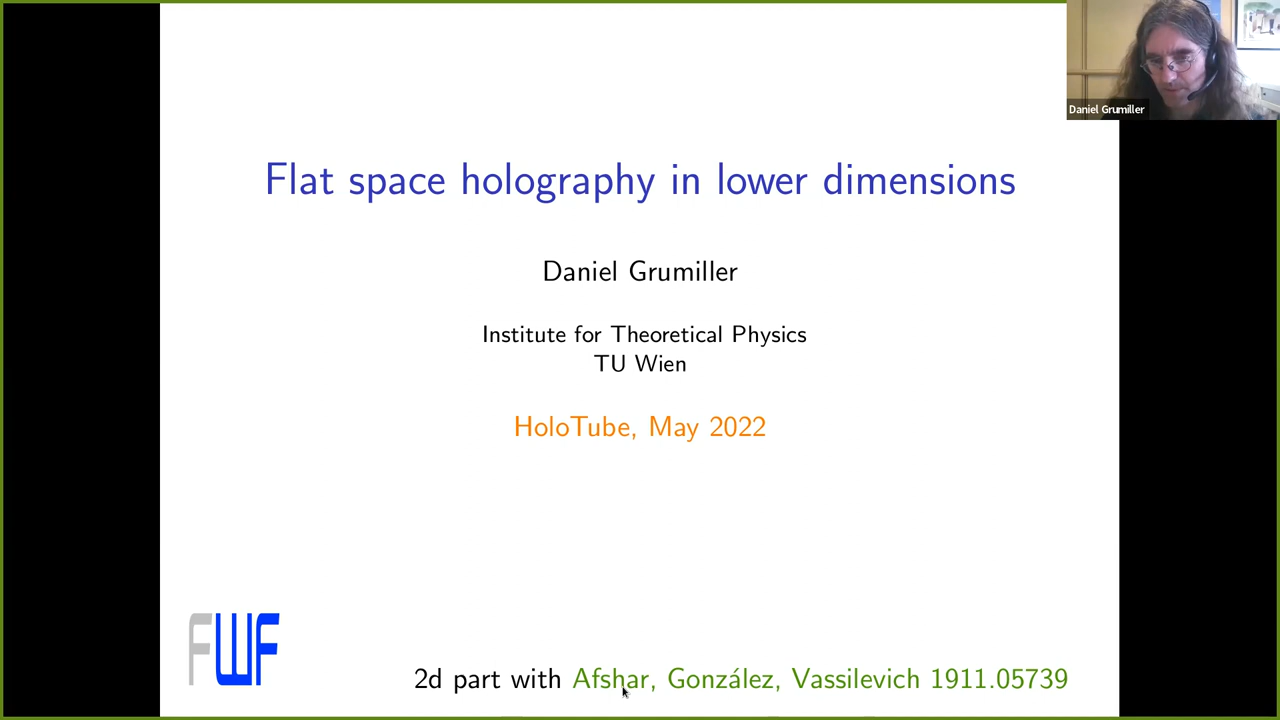 Daniel Grumiller
Flat space holography in lower dimensions
Daniel Grumiller
Institute for Theoretical Physics
TU Wien
HoloTube, May 2022
FWF
2d part with Afshar, González, Vassilevich 1911.05739